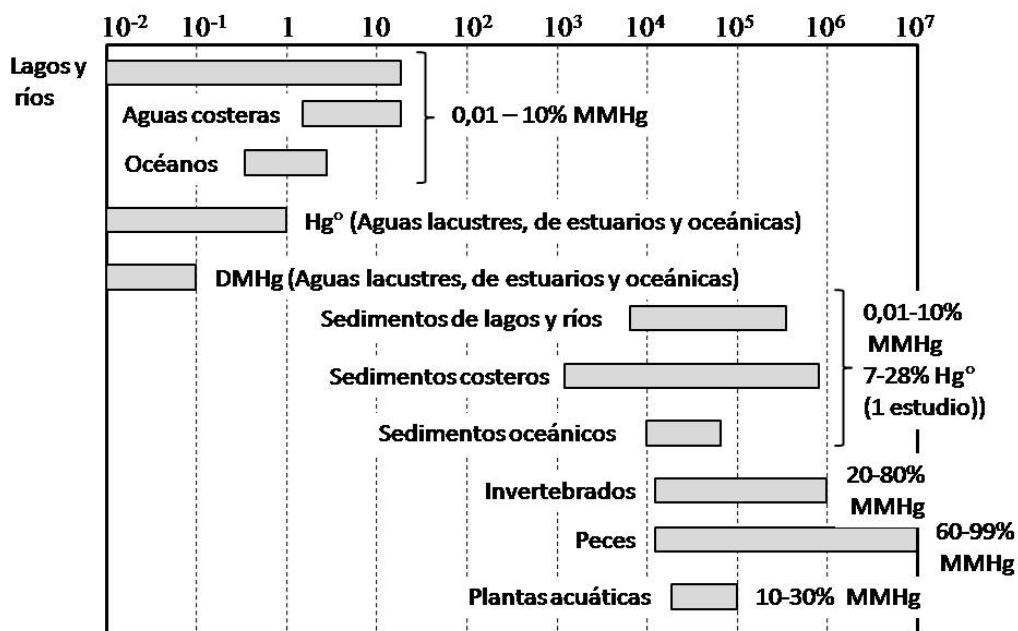 10⁻² 10⁻¹ 1 10 10² 10³ 10⁴ 10⁵ 10⁶ 10⁷
Lagos y
ríos
Aguas costeras
0,01 – 10% MMHg
Océanos
Hg° (Aguas lacustres, de estuarios y oceánicas)
DMHg (Aguas lacustres, de estuarios y oceánicas)
Sedimentos de lagos y ríos
0,01-10%
MMHg
Sedimentos costeros
7-28% Hg°
(1 estudio))
Sedimentos oceánicos
Invertebrados
20-80%
MMHg
Peces
60-99%
MMHg
Plantas acuáticas
10-30% MMHg